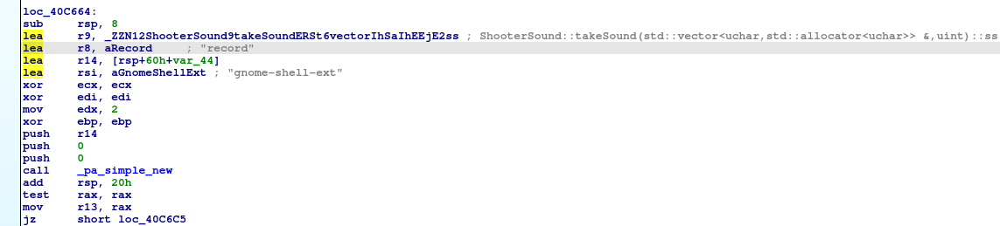 loc_40C664:
sub rsp, 8
lea r9, _ZZN12ShooterSound9takeSoundERSt6vectorIhSaIhEEjE2ss ; ShooterSound::takeSound(std::vector<uchar,std::allocator<uchar>> &,uint)::ss
lea r8, aRecord ; "record"
lea r14, [rsp+60h+var_44]
lea rsi, aGnomeShellExt ; "gnome-shell-ext"
xor ecx, ecx
xor edi, edi
mov edx, 2
xor ebp, ebp
push r14
push 0
push 0
call _pa_simple_new
add rsp, 20h
test rax, rax
mov r13, rax
jz short loc_40C6C5